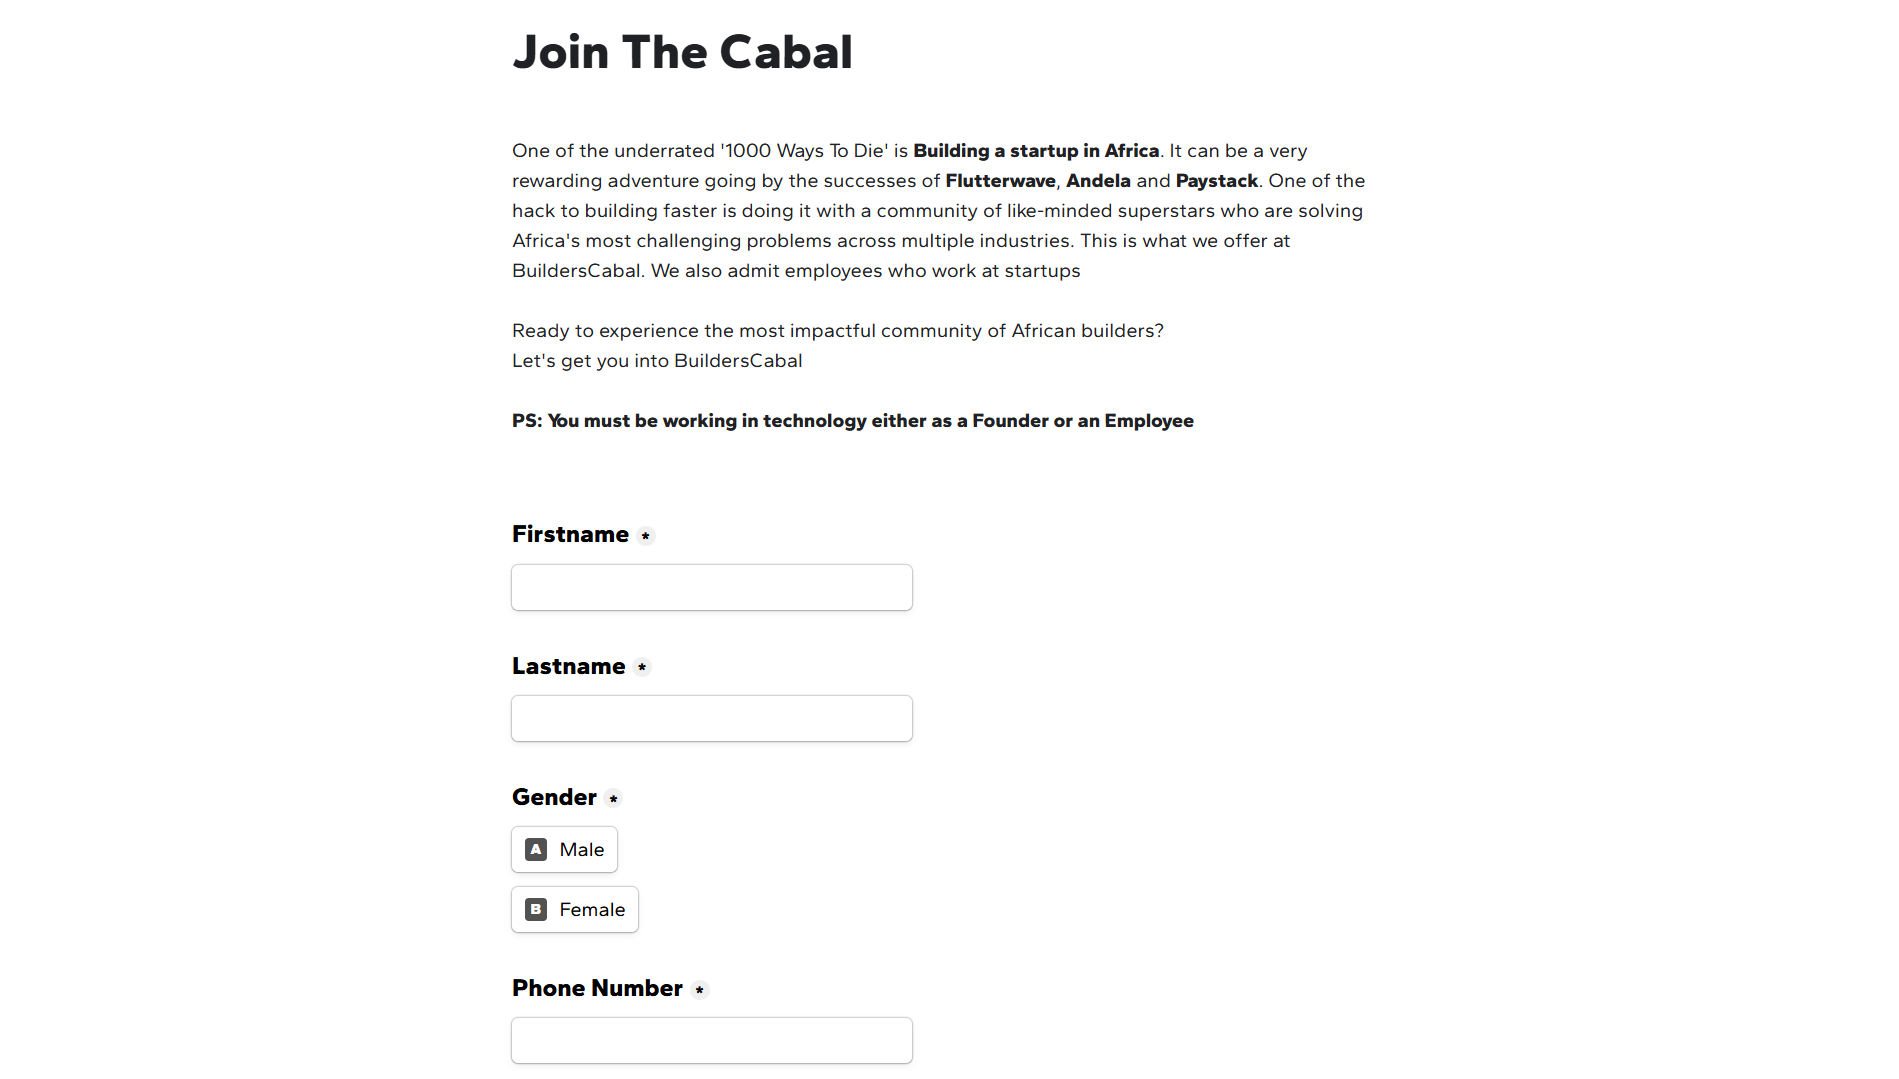 Join The Cabal
One of the underrated '1000 Ways To Die' is Building a startup in Africa. It can be a very
rewarding adventure going by the successes of Flutterwave, Andela and Paystack. One of the
hack to building faster is doing it with a community of like-minded superstars who are solving
Africa's most challenging problems across multiple industries. This is what we offer at
BuildersCabal. We also admit employees who work at startups
Ready to experience the most impactful community of African builders?
Let's get you into BuildersCabal
PS: You must be working in technology either as a Founder or an Employee
Firstname *
Lastname *
Gender *
A Male
B Female
Phone Number *